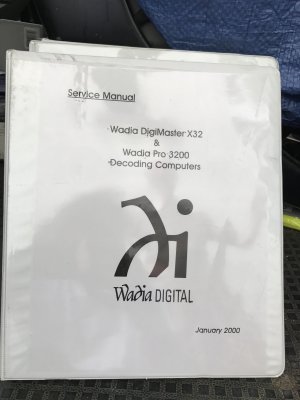 Service Manual
Wadia DigiMaster X32
&
Wadia Pro 3200
Decoding Computers
Wadia DIGITAL
January 2000